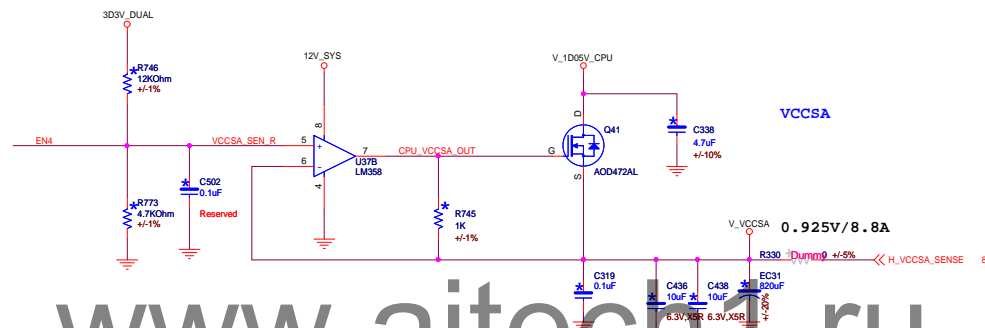 3D3V_DUAL
R746
12KOhm
+/-1%
12V_SYS
V_1D05V_CPU
VCCSA
EN4
VCCSA_SEN_R
5
6
8
4
7
+
-
U37B
LM358
CPU_VCCSA_OUT
G
D
S
Q41
AOD472AL
C338
4.7uF
+/-10%
C502
0.1uF
Reserved
R773
4.7KOhm
+/-1%
R745
1K
+/-1%
V_VCCSA
0.925V/8.8A
R330
+/-5%
H_VCCSA_SENSE
8
C319
0.1uF
C436
10uF
6.3V,X5R
C438
10uF
6.3V,X5R
EC31
820uF
+/-20%
www.aitech1.ru